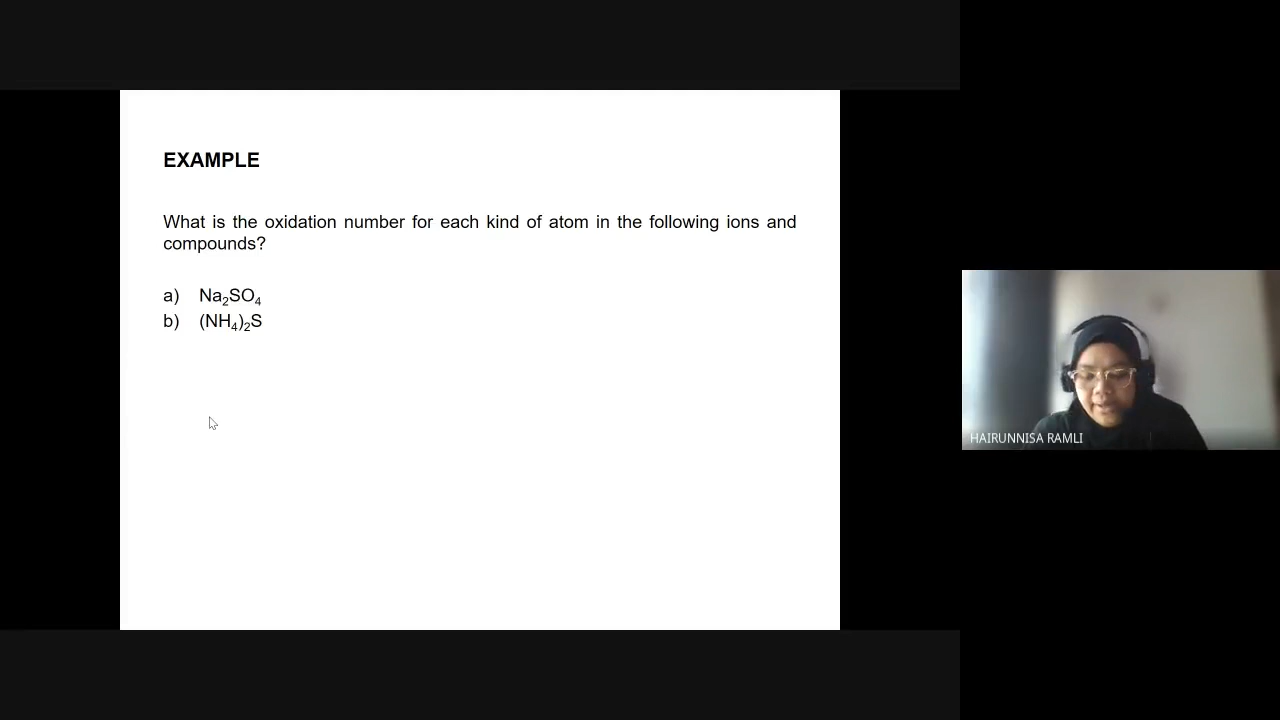 EXAMPLE
What is the oxidation number for each kind of atom in the following ions and
compounds?
a) Na₂SO₄
b) (NH₄)₂S
HAIRUNNISA RAMLI